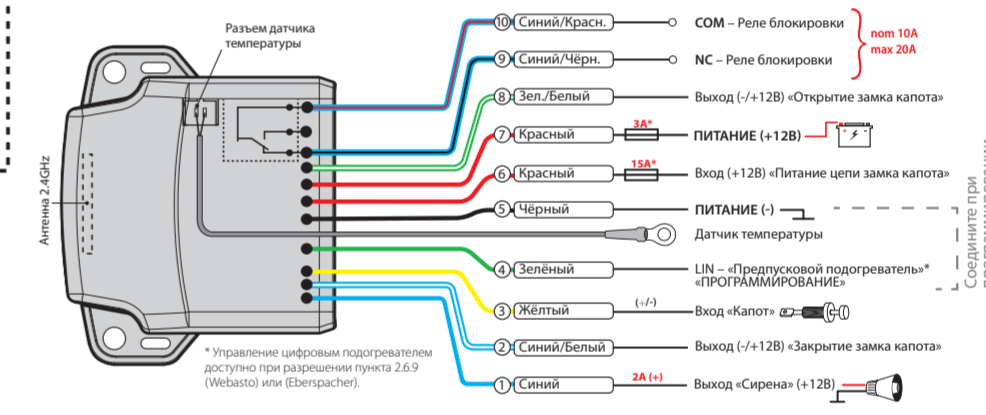 Разъем датчика
температуры
Антенна 2.4GHz
10 Синий/Красн. COM – Реле блокировки
nom 10A
max 20A
9 Синий/Чёрн. NC – Реле блокировки
8 Зел./Белый Выход (-/+12В) «Открытие замка капота»
7 Красный 3А* ПИТАНИЕ (+12В)
6 Красный 15А* Вход (+12В) «Питание цепи замка капота»
5 Чёрный ПИТАНИЕ (-)
Датчик температуры
4 Зелёный LIN – «Предпусковой подогреватель»*
«ПРОГРАММИРОВАНИЕ»
Соедините при
3 Жёлтый (+/-) Вход «Капот»
2 Синий/Белый Выход (-/+12В) «Закрытие замка капота»
1 Синий 2А (+) Выход «Сирена» (+12В)
* Управление цифровым подогревателем
доступно при разрешении пункта 2.6.9
(Webasto) или (Eberspacher).